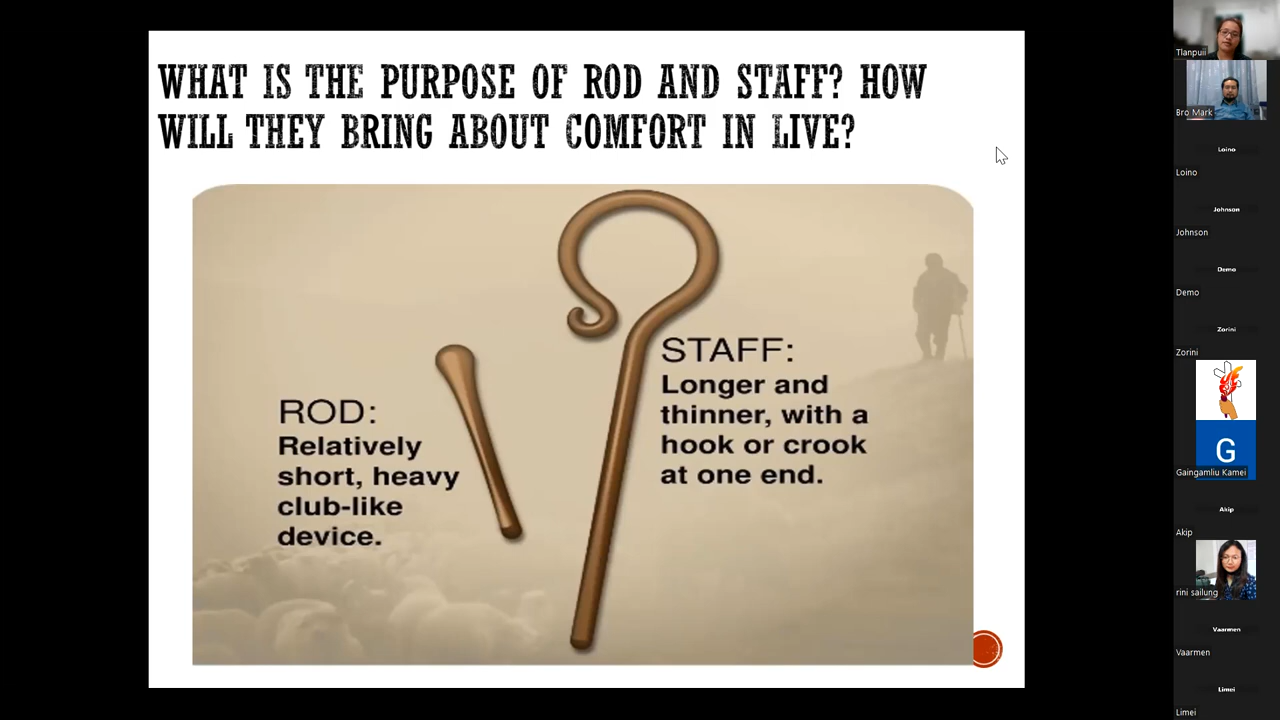 WHAT IS THE PURPOSE OF ROD AND STAFF? HOW
WILL THEY BRING ABOUT COMFORT IN LIVE?
ROD:
Relatively
short, heavy
club-like
device.
STAFF:
Longer and
thinner, with a
hook or crook
at one end.
Tlanpuii
Bro Mark
Loino
Loino
Johnson
Johnson
Demo
Demo
Zorini
Zorini
G
Gaingamliu Kamei
Akip
Akip
rini sailung
Vaarmen
Vaarmen
Limei
Limei